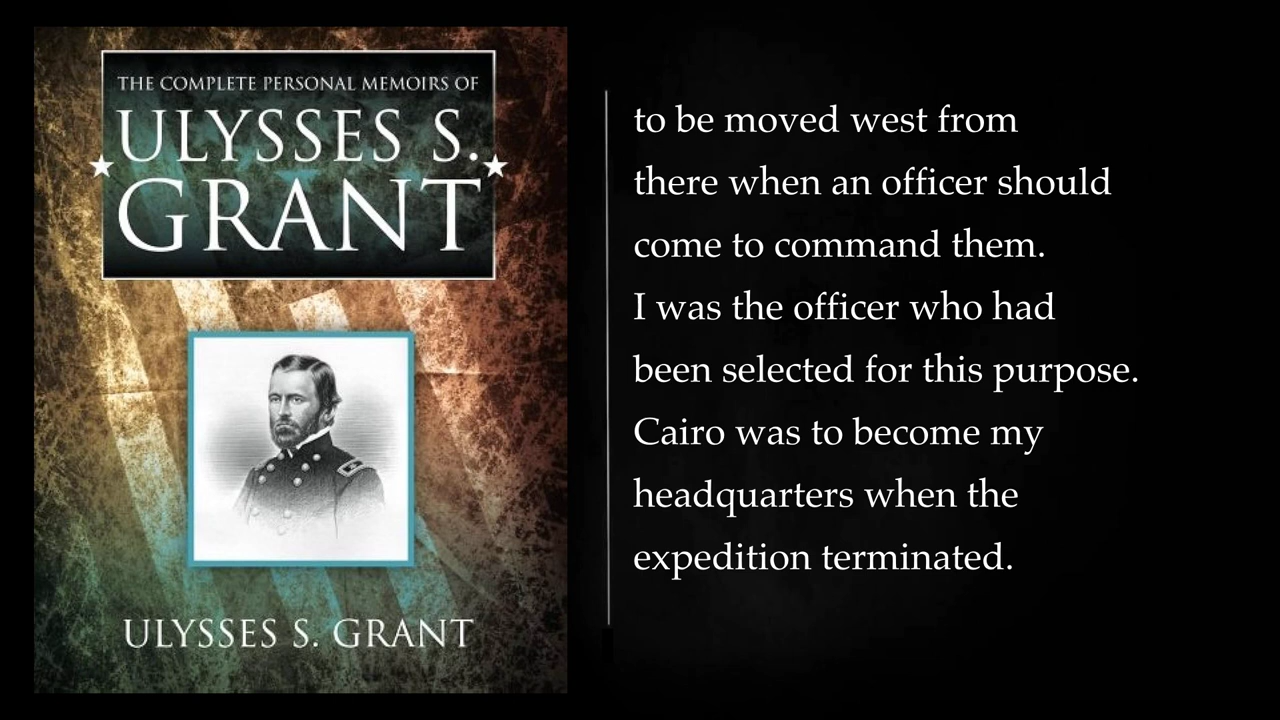 THE COMPLETE PERSONAL MEMOIRS OF
ULYSSES S.
GRANT
ULYSSES S. GRANT
to be moved west from
there when an officer should
come to command them.
I was the officer who had
been selected for this purpose.
Cairo was to become my
headquarters when the
expedition terminated.